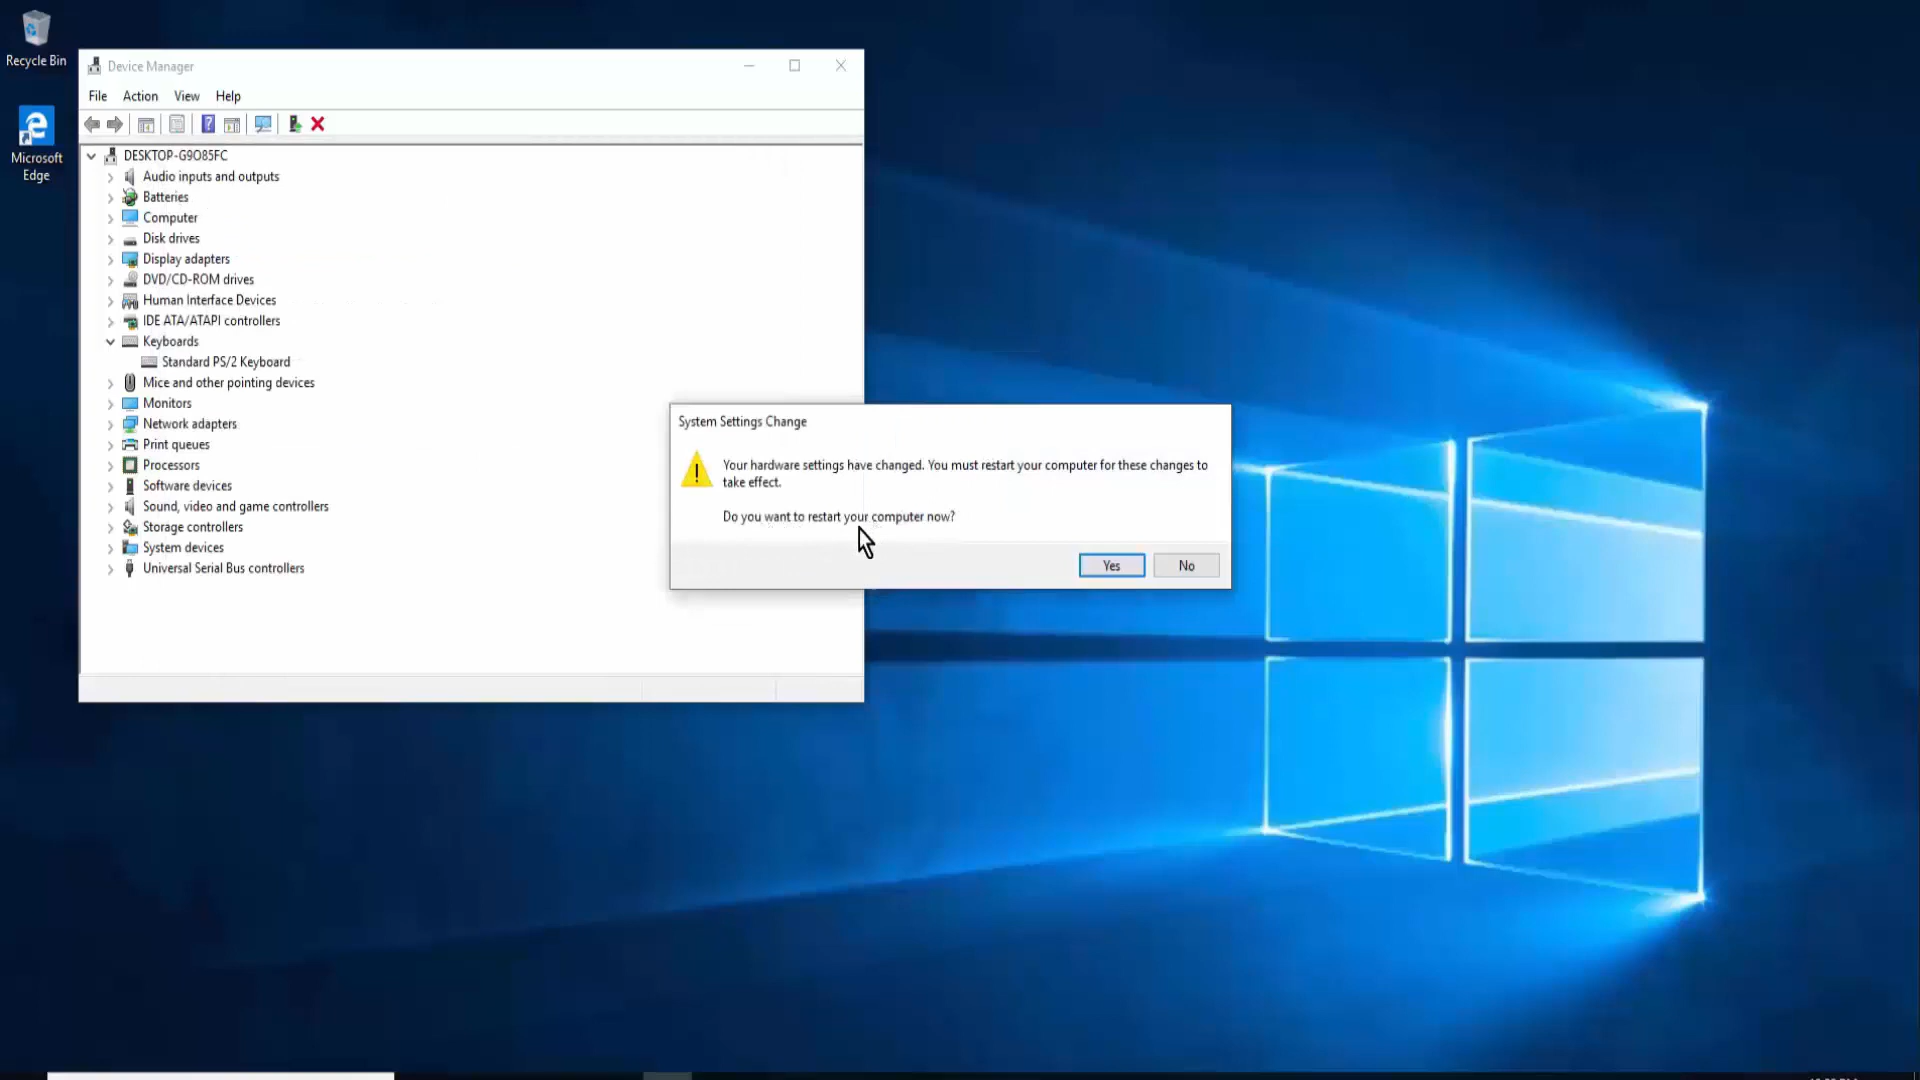 Recycle Bin
Microsoft
Edge
Device Manager
File Action View Help
DESKTOP-G9O85FC
Audio inputs and outputs
Batteries
Computer
Disk drives
Display adapters
DVD/CD-ROM drives
Human Interface Devices
IDE ATA/ATAPI controllers
Keyboards
Standard PS/2 Keyboard
Mice and other pointing devices
Monitors
Network adapters
Print queues
Processors
Software devices
Sound, video and game controllers
Storage controllers
System devices
Universal Serial Bus controllers
System Settings Change
Your hardware settings have changed. You must restart your computer for these changes to
take effect.
Do you want to restart your computer now?
Yes No